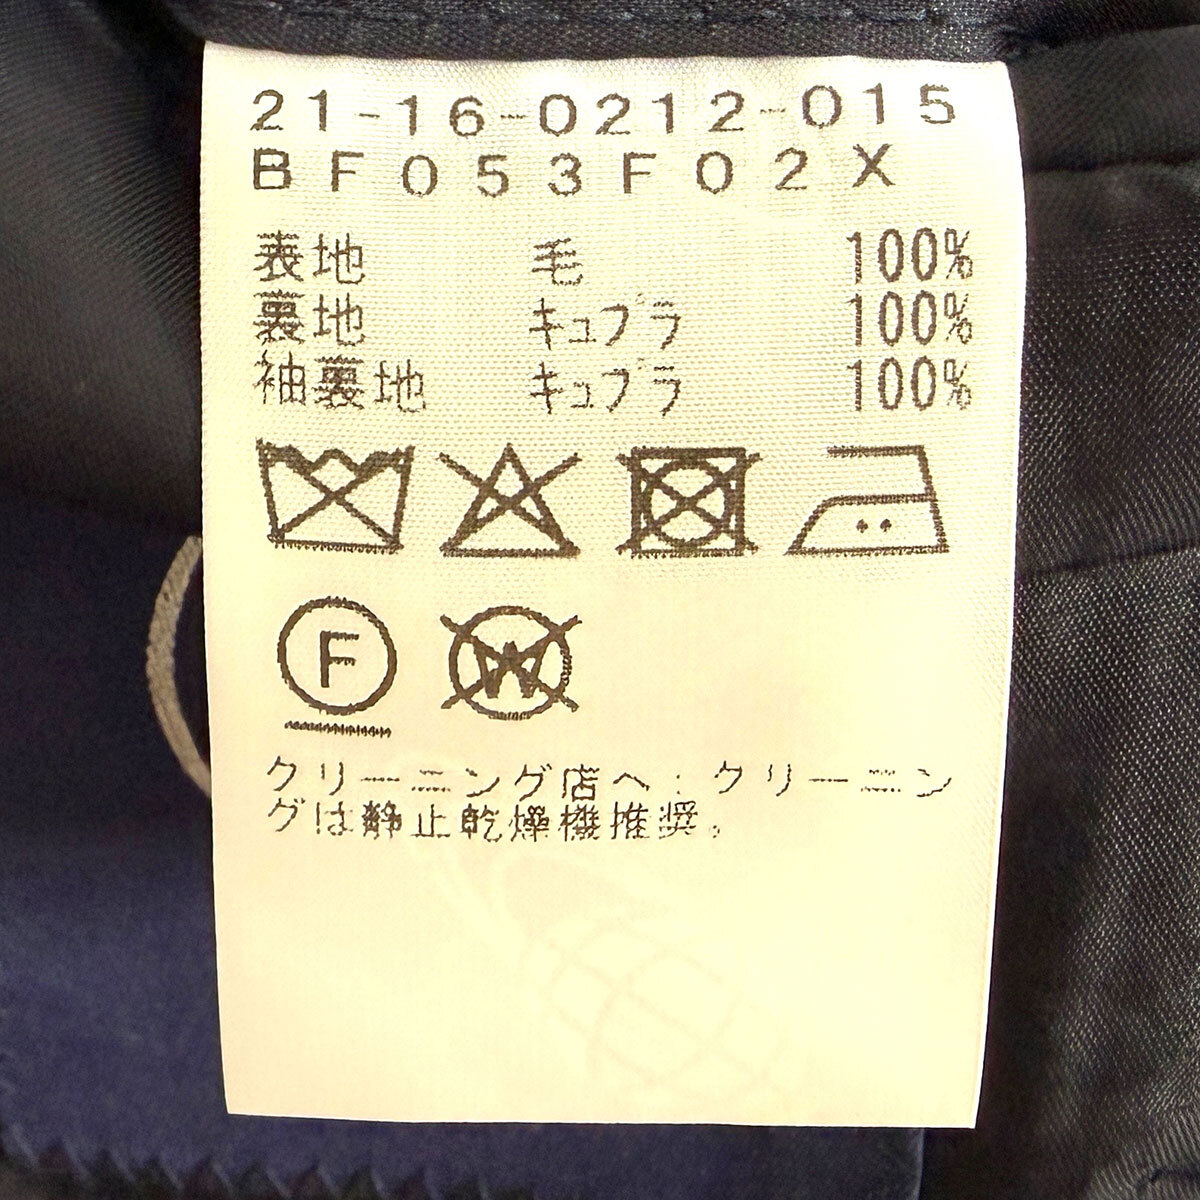 21-16-0212-015
BF053F02X
表地 毛 100%
裏地 キュプラ 100%
袖裏地 キュプラ 100%
F W
クリーニング店へ：クリーニン
グは静止乾燥機推奨。